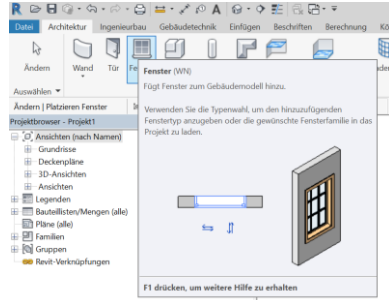 R
Datei Architektur Ingenieurbau Gebäudetechnik Einfügen Beschriften Berechnung
Ändern Wand Tür
Auswählen
Ändern | Platzieren Fenster
Projektbrowser - Projekt1
Ansichten (nach Namen)
Grundrisse
Deckenpläne
3D-Ansichten
Ansichten
Legenden
Bauteillisten/Mengen (alle)
Pläne (alle)
Familien
Gruppen
Revit-Verknüpfungen
Fenster (WN)
Fügt Fenster zum Gebäudemodell hinzu.
Verwenden Sie die Typenwahl, um den hinzuzufügenden
Fenstertyp anzugeben oder die gewünschte Fensterfamilie in das
Projekt zu laden.
F1 drücken, um weitere Hilfe zu erhalten